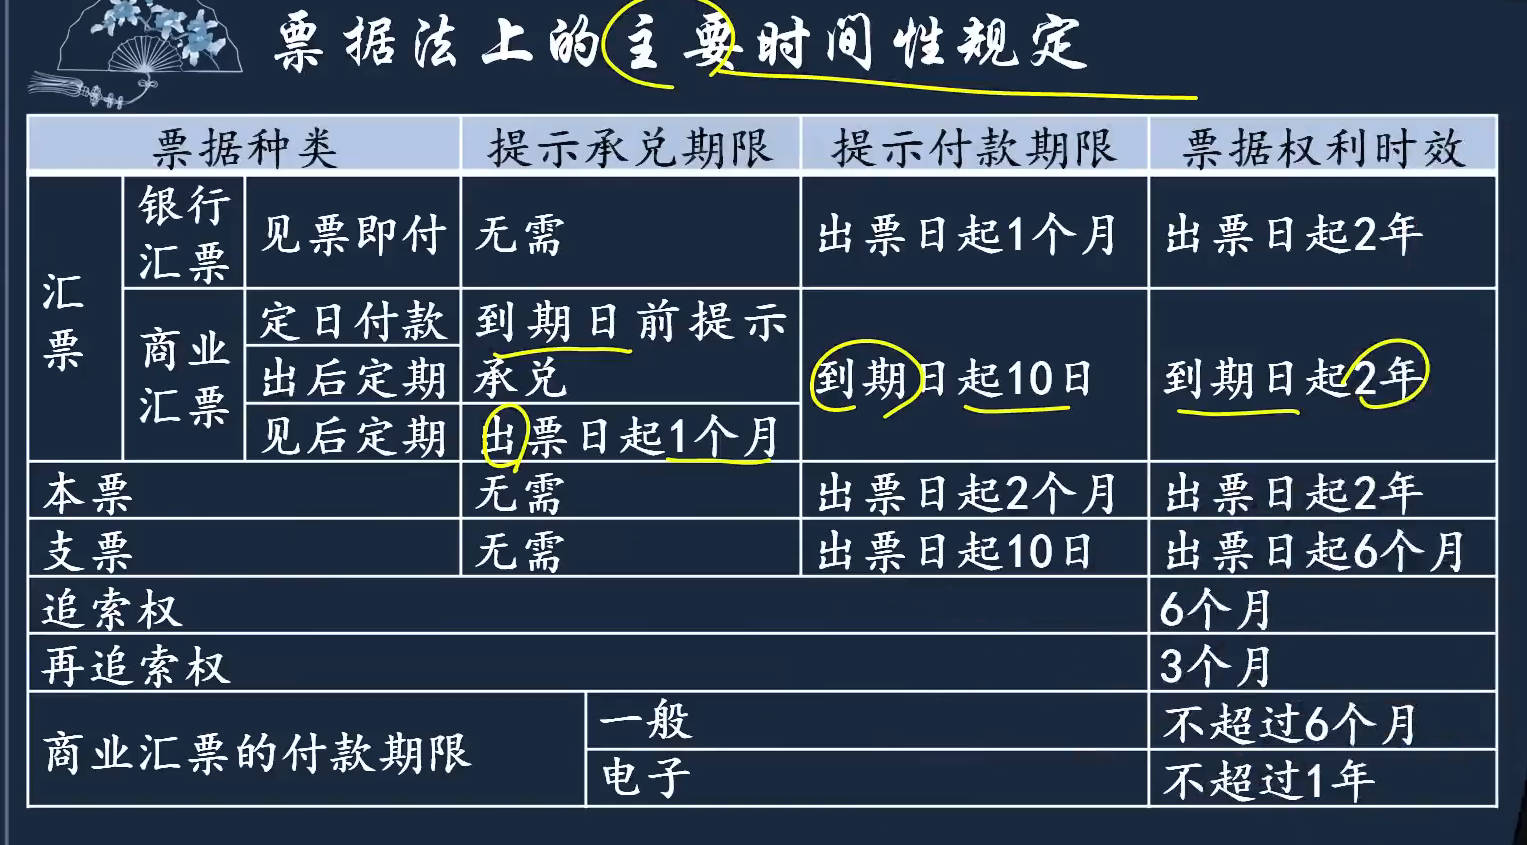 票据法上的主要时间性规定
票据种类 提示承兑期限 提示付款期限 票据权利时效
汇票 银行汇票 见票即付 无需 出票日起1个月 出票日起2年
商业汇票 定日付款 到期日前提示承兑 到期日起10日 到期日起2年
出后定期
见后定期 出票日起1个月
本票 无需 出票日起2个月 出票日起2年
支票 无需 出票日起10日 出票日起6个月
追索权 6个月
再追索权 3个月
商业汇票的付款期限 一般 不超过6个月
电子 不超过1年